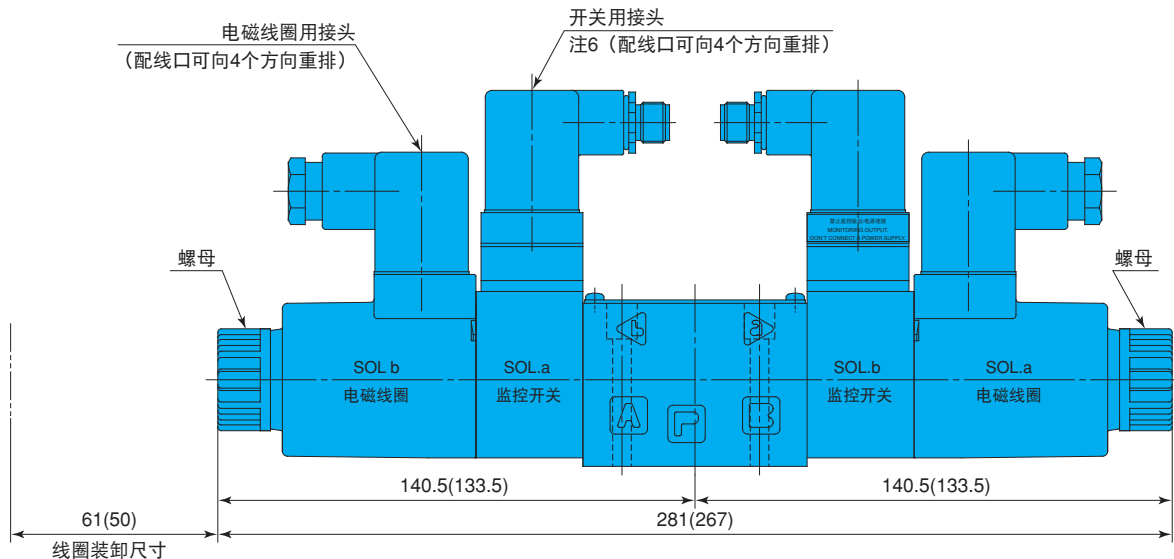 电磁线圈用接头
（配线口可向4个方向重排）
开关用接头
注6（配线口可向4个方向重排）
MONITORING OUTPUT.
DON'T CONNECT A POWER SUPPLY.
螺母
螺母
b
a
SOL b
电磁线圈
SOL.a
监控开关
SOL.b
监控开关
SOL.a
电磁线圈
A
B
140.5(133.5)
140.5(133.5)
61(50)
281(267)
线圈装卸尺寸